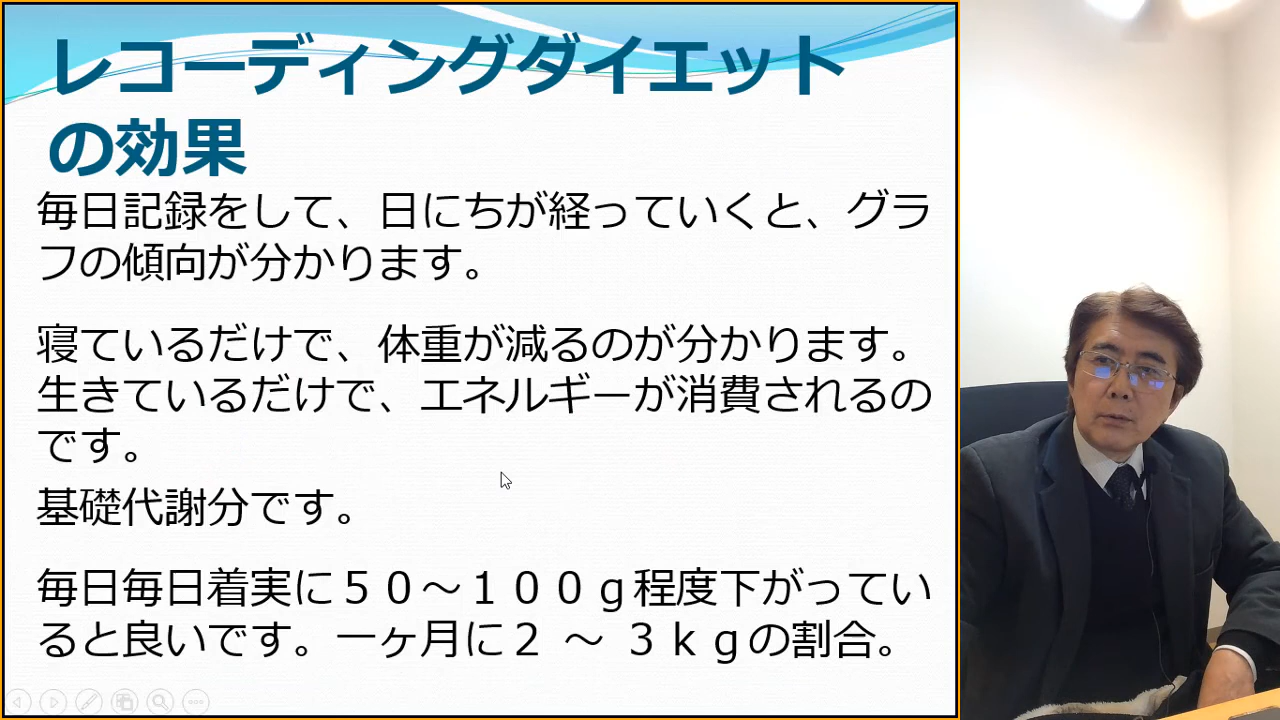 レコーディングダイエット
の効果
毎日記録をして、日にちが経っていくと、グラ
フの傾向が分かります。
寝ているだけで、体重が減るのが分かります。
生きているだけで、エネルギーが消費されるの
です。
基礎代謝分です。
毎日毎日着実に５０～１００ｇ程度下がってい
ると良いです。一ヶ月に２ ～ ３ｋｇの割合。